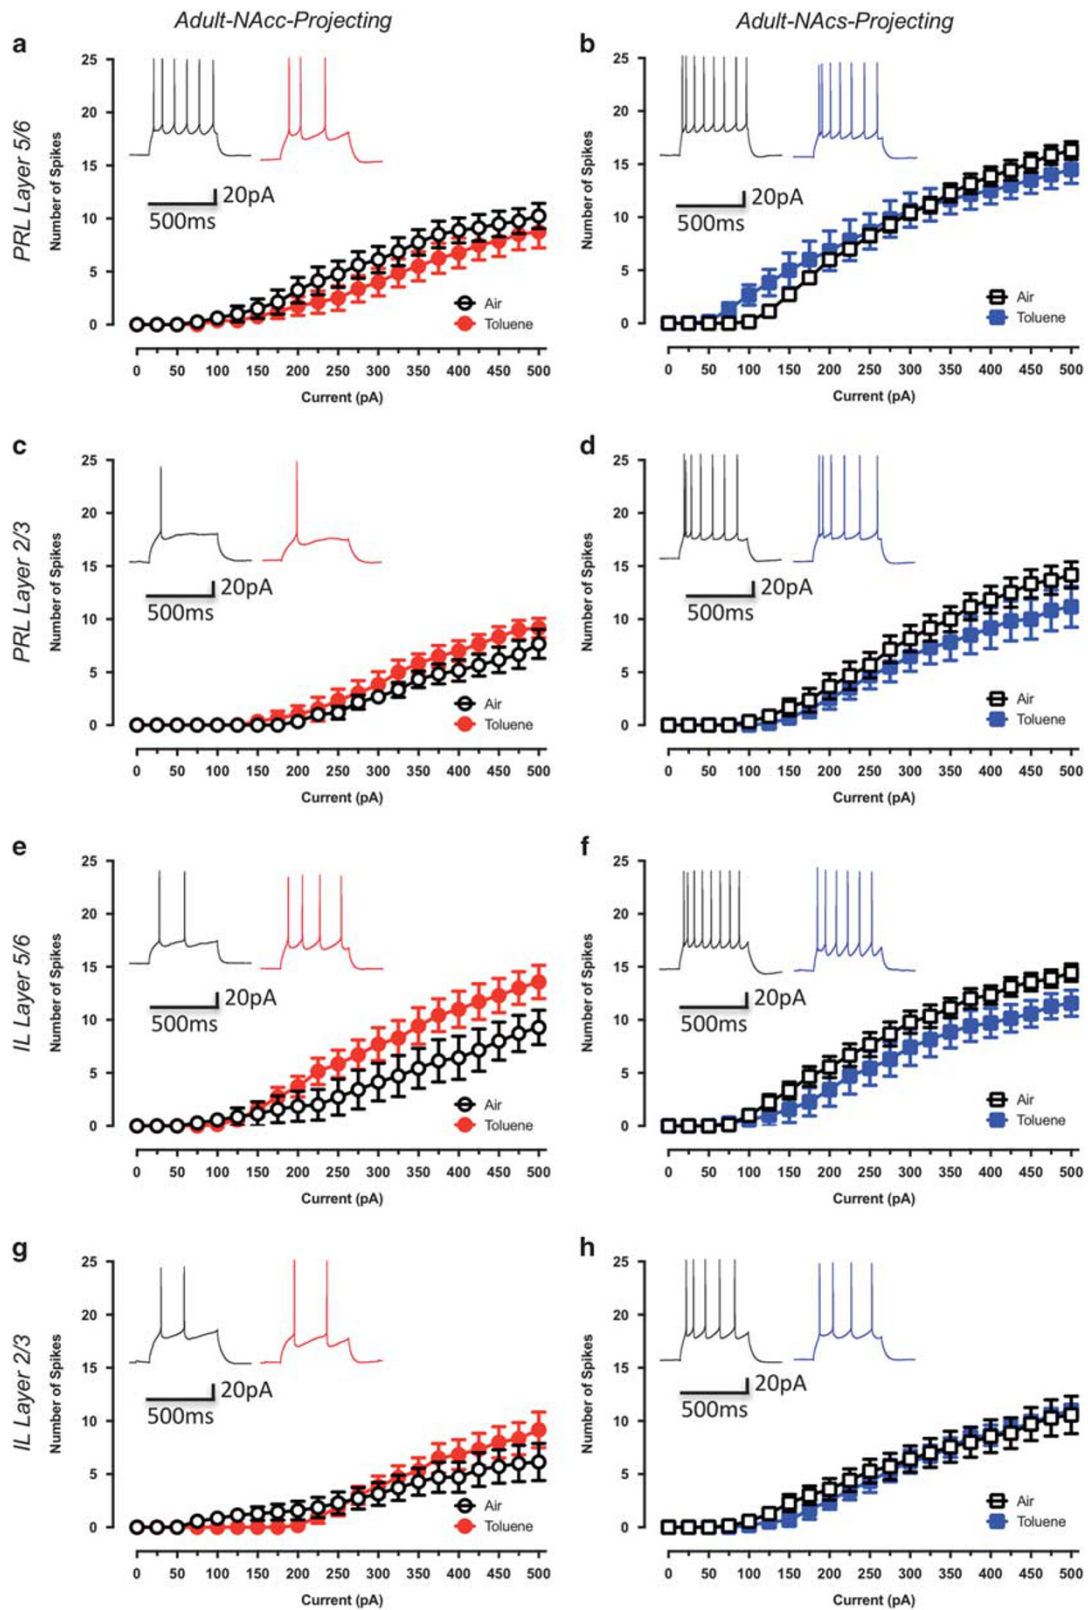 Adult-NAcc-Projecting
Adult-NAcs-Projecting
a
PRL Layer 5/6
Number of Spikes
25
20
15
10
5
0
20pA
500ms
Air
Toluene
0 50 100 150 200 250 300 350 400 450 500
Current (pA)
b
Number of Spikes
25
20
15
10
5
0
20pA
500ms
Air
Toluene
0 50 100 150 200 250 300 350 400 450 500
Current (pA)
c
PRL Layer 2/3
Number of Spikes
25
20
15
10
5
0
20pA
500ms
Air
Toluene
0 50 100 150 200 250 300 350 400 450 500
Current (pA)
d
Number of Spikes
25
20
15
10
5
0
20pA
500ms
Air
Toluene
0 50 100 150 200 250 300 350 400 450 500
Current (pA)
e
IL Layer 5/6
Number of Spikes
25
20
15
10
5
0
20pA
500ms
Air
Toluene
0 50 100 150 200 250 300 350 400 450 500
Current (pA)
f
Number of Spikes
25
20
15
10
5
0
20pA
500ms
Air
Toluene
0 50 100 150 200 250 300 350 400 450 500
Current (pA)
g
IL Layer 2/3
Number of Spikes
25
20
15
10
5
0
20pA
500ms
Air
Toluene
0 50 100 150 200 250 300 350 400 450 500
Current (pA)
h
Number of Spikes
25
20
15
10
5
0
20pA
500ms
Air
Toluene
0 50 100 150 200 250 300 350 400 450 500
Current (pA)